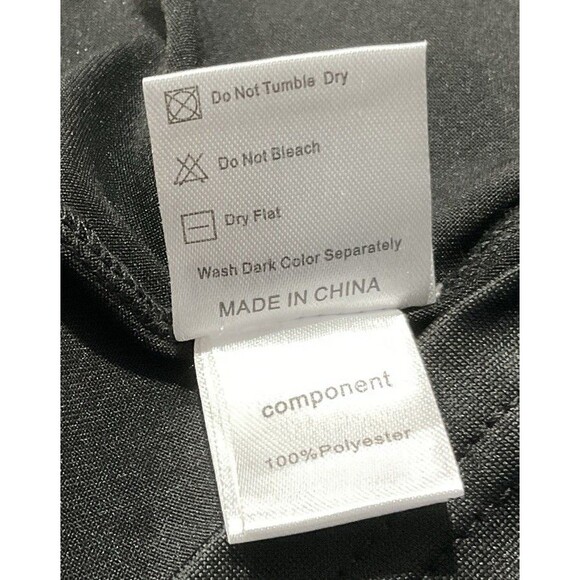 Do Not Tumble Dry
Do Not Bleach
Dry Flat
Wash Dark Color Separately
MADE IN CHINA
component
100%Polyester